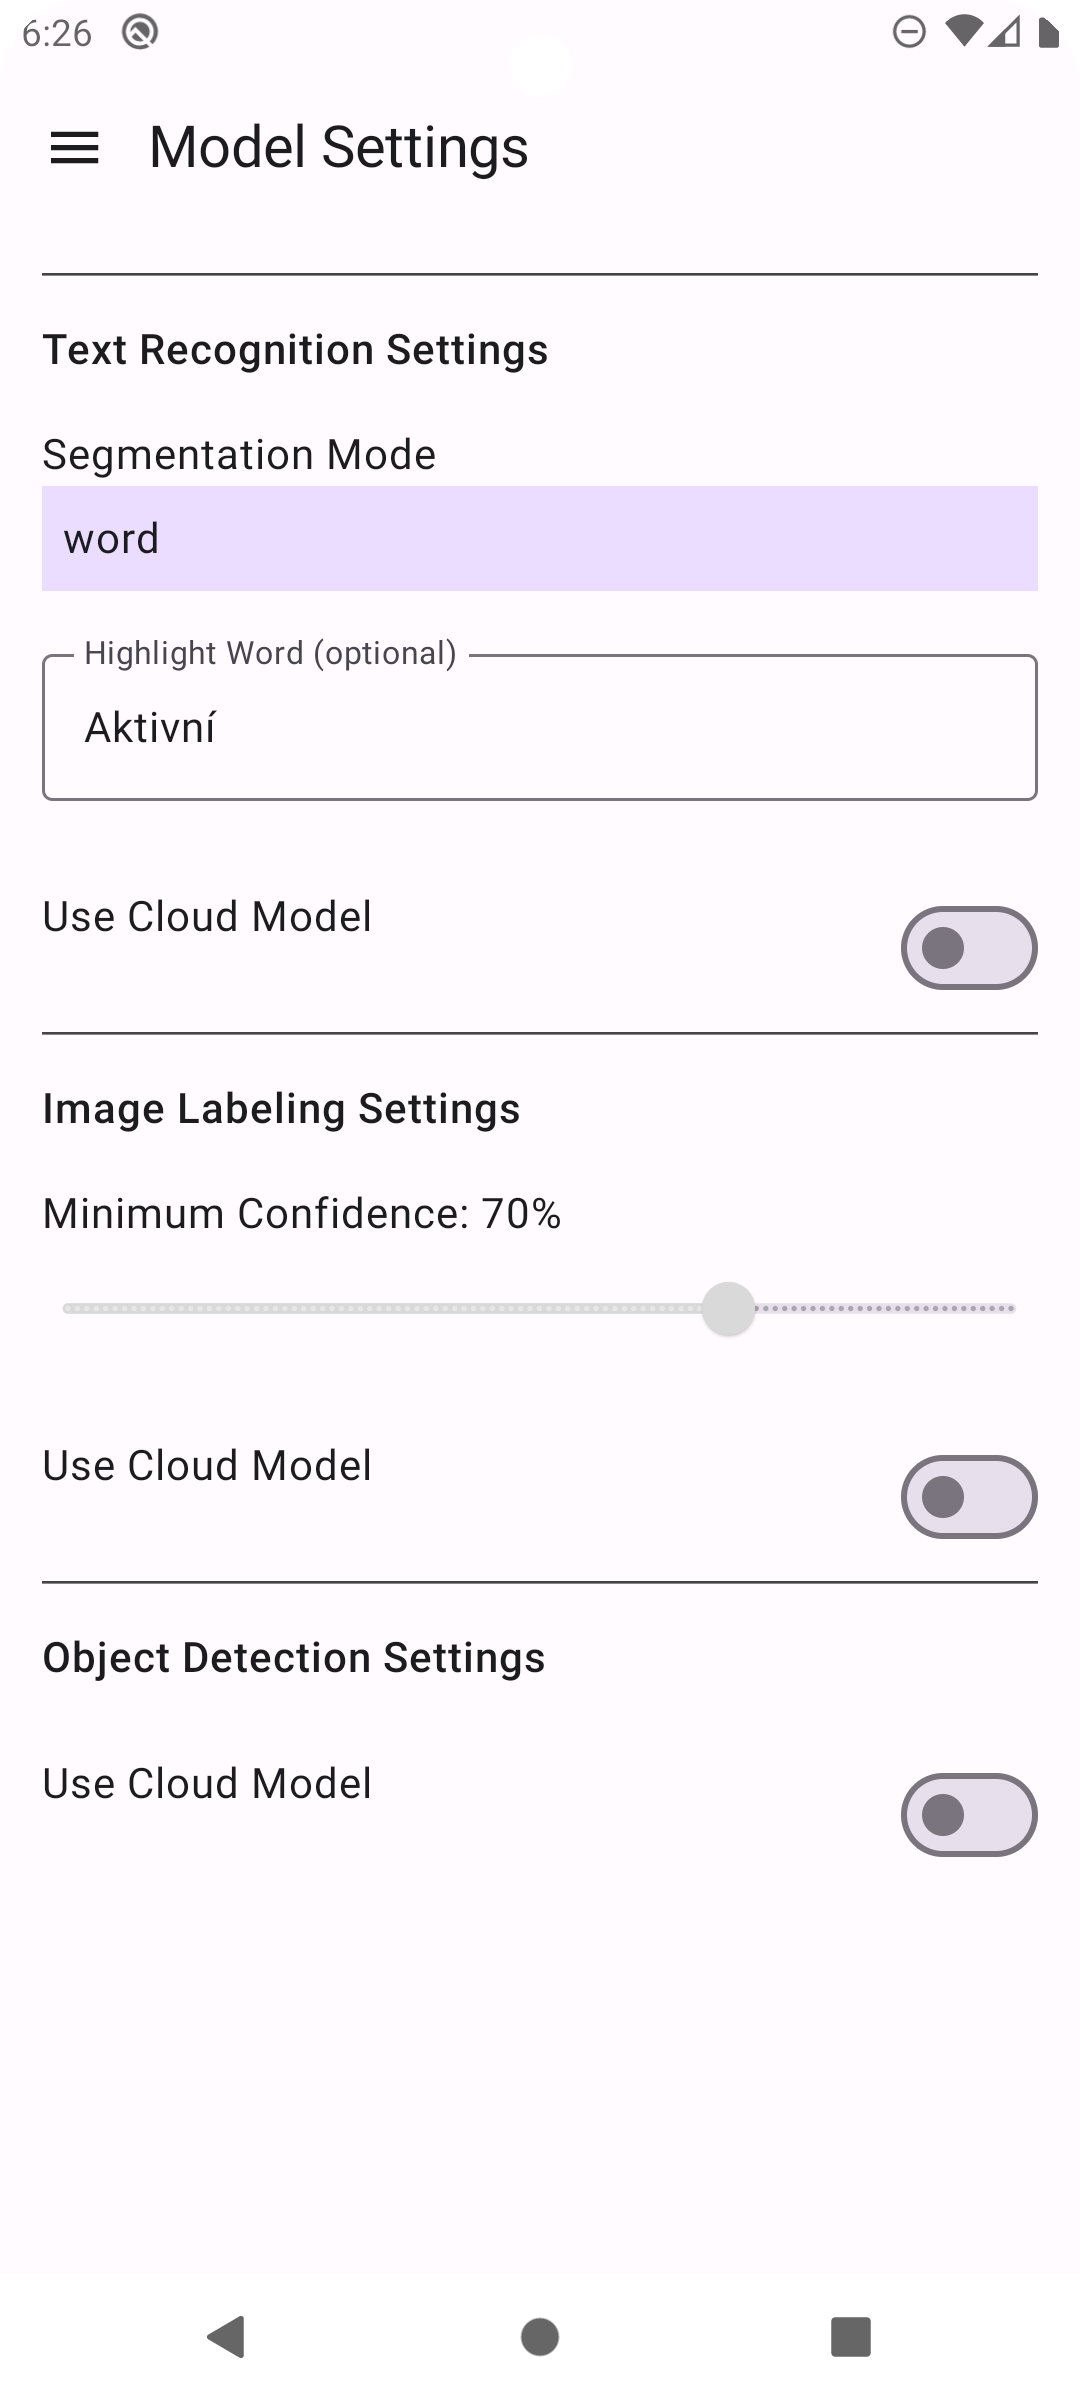 6:26
Model Settings
Text Recognition Settings
Segmentation Mode
word
Highlight Word (optional)
Aktivní
Use Cloud Model
Image Labeling Settings
Minimum Confidence: 70%
Use Cloud Model
Object Detection Settings
Use Cloud Model